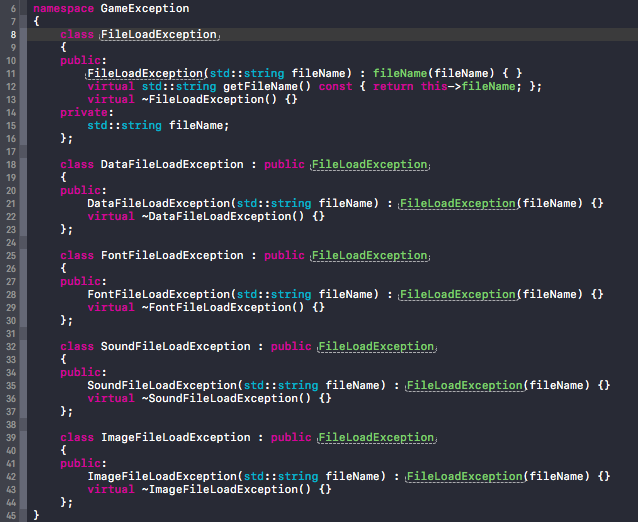 6 namespace GameException
7 {
8     class FileLoadException
9     {
10     public:
11         FileLoadException(std::string fileName) : fileName(fileName) { }
12         virtual std::string getFileName() const { return this->fileName; };
13         virtual ~FileLoadException() {}
14     private:
15         std::string fileName;
16     };
17
18     class DataFileLoadException : public FileLoadException
19     {
20     public:
21         DataFileLoadException(std::string fileName) : FileLoadException(fileName) {}
22         virtual ~DataFileLoadException() {}
23     };
24
25     class FontFileLoadException : public FileLoadException
26     {
27     public:
28         FontFileLoadException(std::string fileName) : FileLoadException(fileName) {}
29         virtual ~FontFileLoadException() {}
30     };
31
32     class SoundFileLoadException : public FileLoadException
33     {
34     public:
35         SoundFileLoadException(std::string fileName) : FileLoadException(fileName) {}
36         virtual ~SoundFileLoadException() {}
37     };
38
39     class ImageFileLoadException : public FileLoadException
40     {
41     public:
42         ImageFileLoadException(std::string fileName) : FileLoadException(fileName) {}
43         virtual ~ImageFileLoadException() {}
44     };
45 }